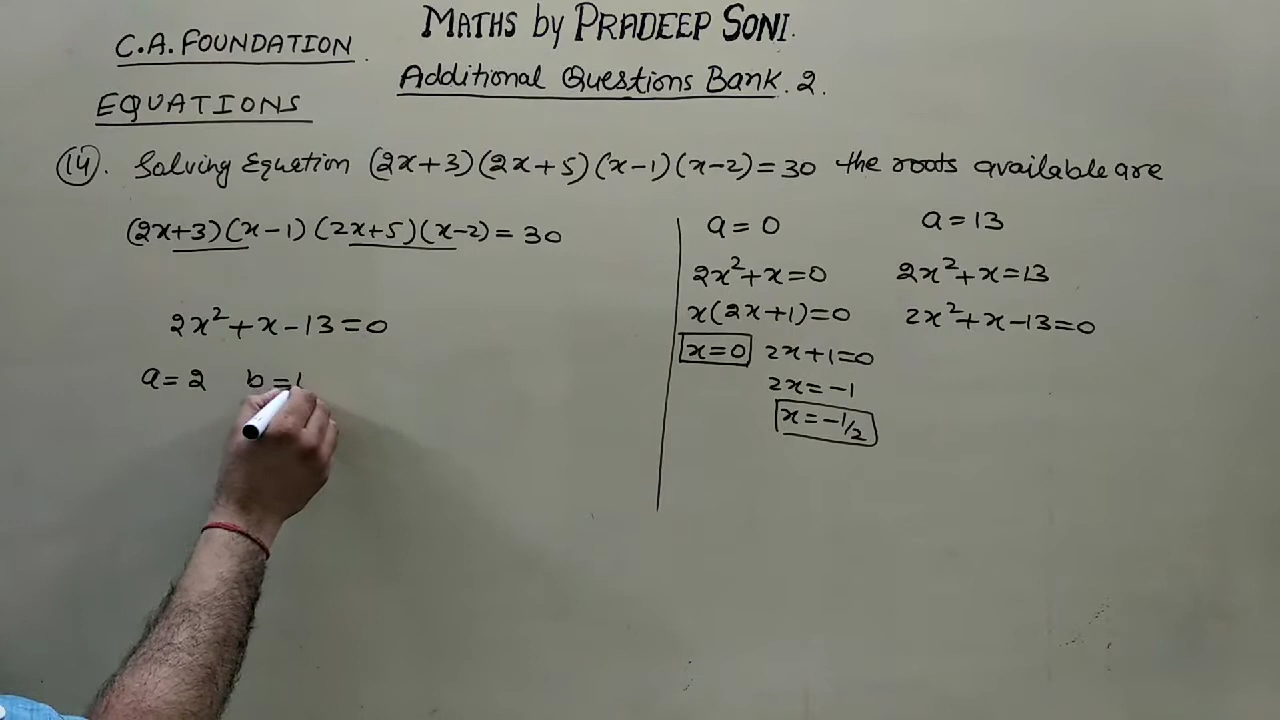 MATHS by PRADEEP SONI.
C.A. FOUNDATION.
Additional Questions Bank. 2.
EQUATIONS
(14). Solving Equation (2x+3)(2x+5)(x-1)(x-2)=30 the roots available are
(2x+3)(x-1)(2x+5)(x-2)=30
2x²+x-13=0
a=2 b=1
a=0
2x²+x=0
x(2x+1)=0
x=0 2x+1=0
2x=-1
x=-1/2
a=13
2x²+x=13
2x²+x-13=0